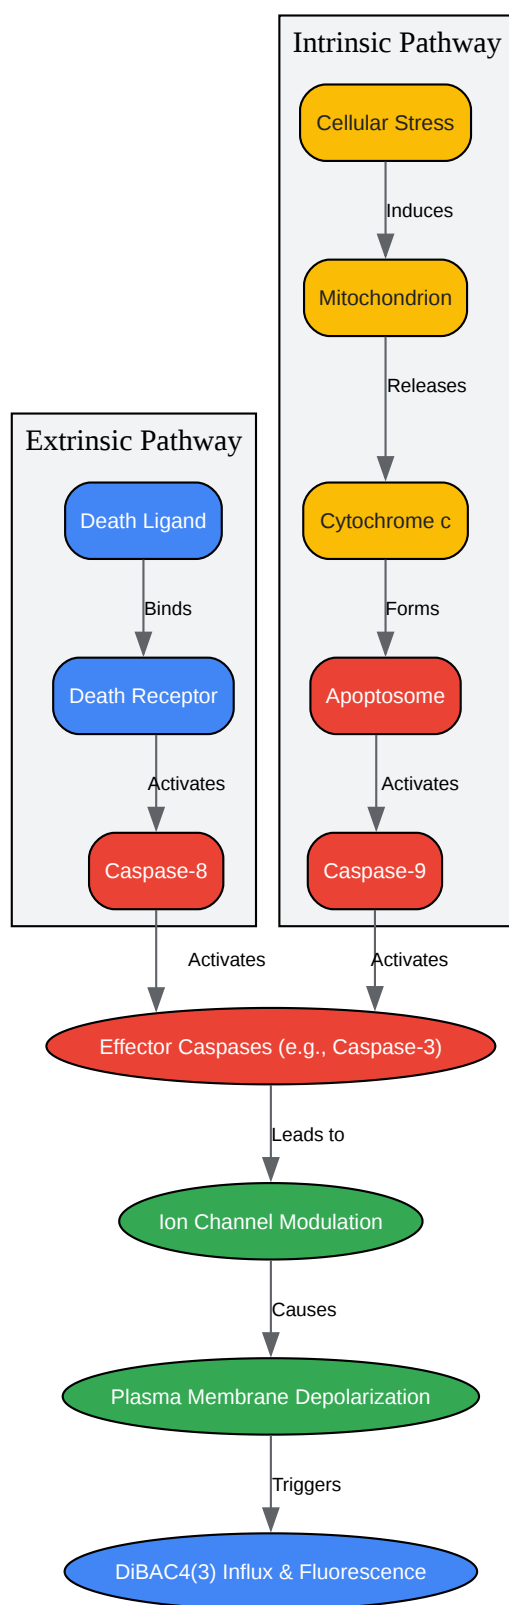 Intrinsic Pathway
Cellular Stress
Induces
Mitochondrion
Releases
Cytochrome c
Forms
Apoptosome
Activates
Caspase-9
Activates
Extrinsic Pathway
Death Ligand
Binds
Death Receptor
Activates
Caspase-8
Activates
Effector Caspases (e.g., Caspase-3)
Leads to
Ion Channel Modulation
Causes
Plasma Membrane Depolarization
Triggers
DiBAC4(3) Influx & Fluorescence